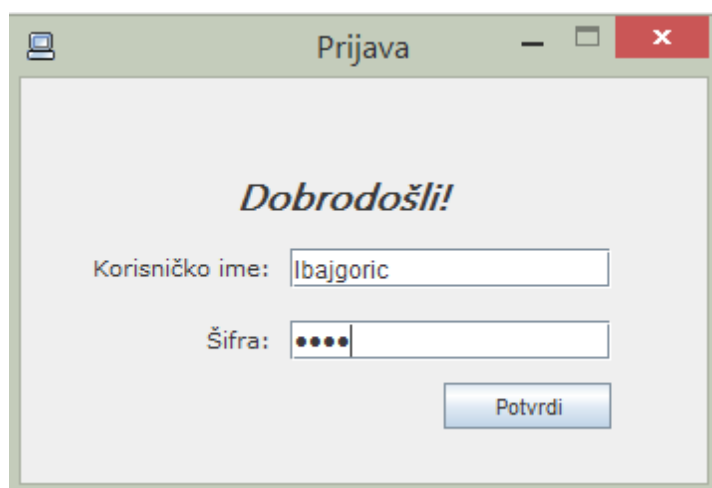 Prijava
Dobrodošli!
Korisničko ime: Ibajgoric
Šifra: ••••
Potvrdi